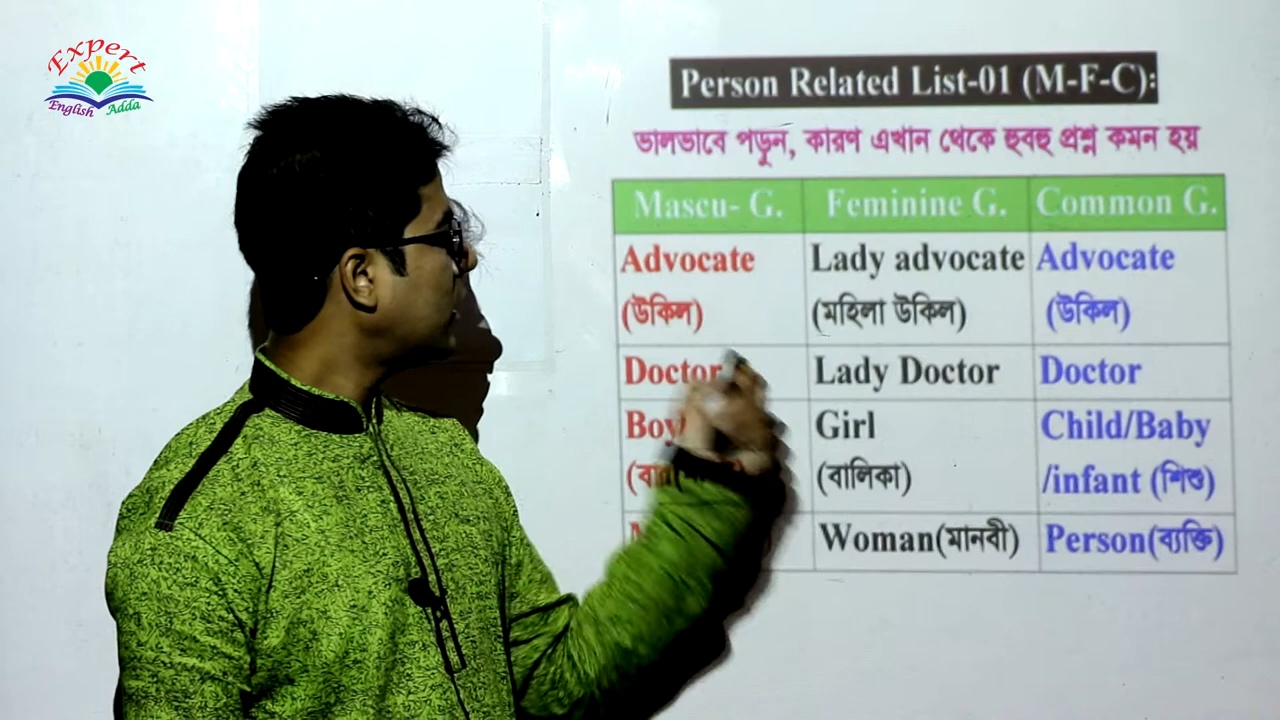 Expert
English Adda
Person Related List-01 (M-F-C):
ভালভাবে পড়ুন, কারণ এখান থেকে হুবহু প্রশ্ন কমন হয়
Mascu- G. Feminine G. Common G.
Advocate Lady advocate Advocate
(উকিল) (মহিলা উকিল) (উকিল)
Doctor Lady Doctor Doctor
Boy Girl Child/Baby
(বালিকা) /infant (শিশু)
Woman(মানবী) Person(ব্যক্তি)